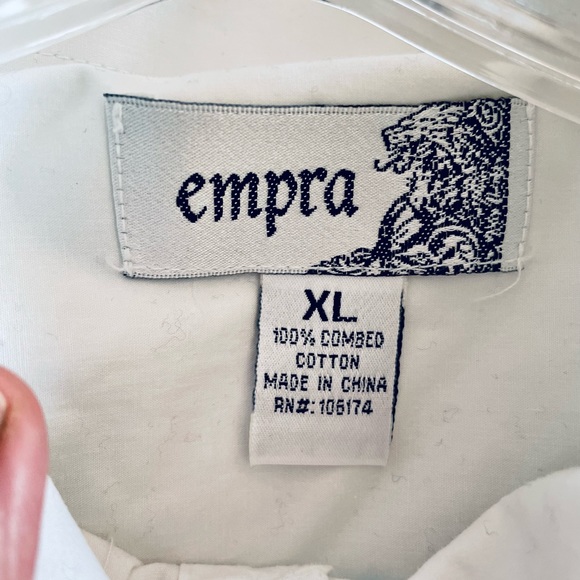 empra
XL
100% COMBED
COTTON
MADE IN CHINA
RN#: 106174